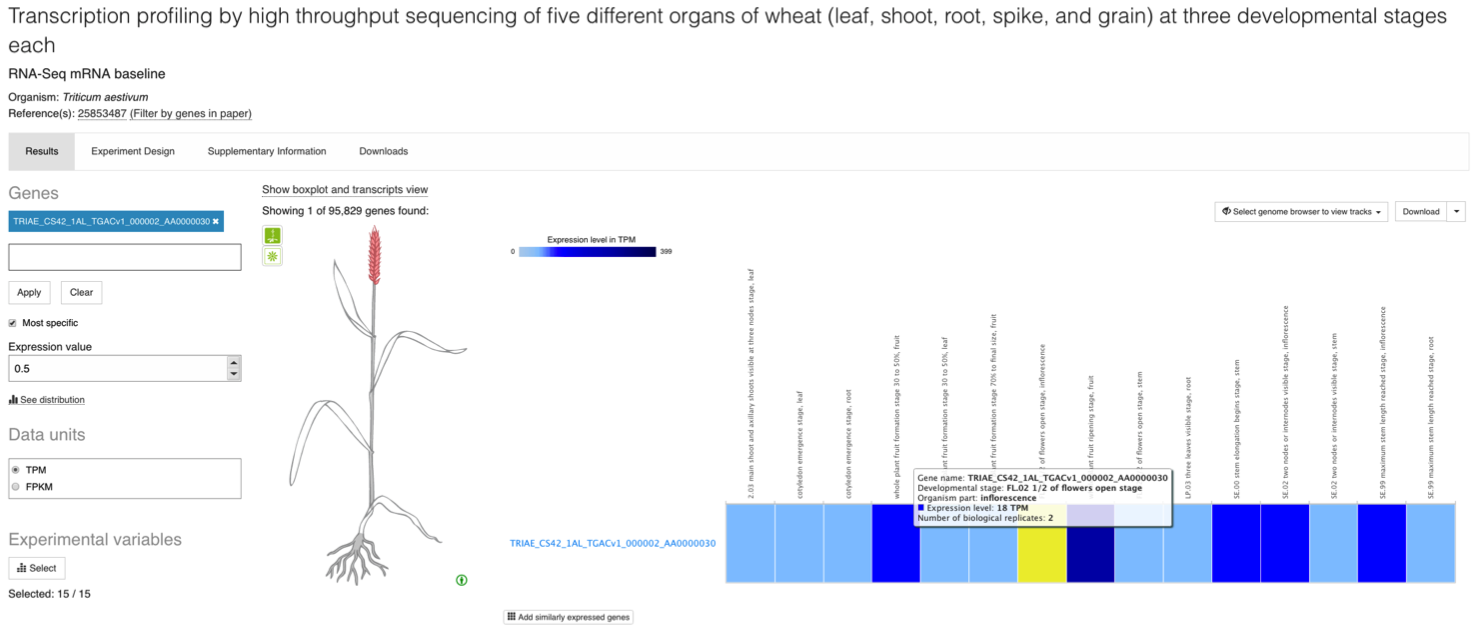 Transcription profiling by high throughput sequencing of five different organs of wheat (leaf, shoot, root, spike, and grain) at three developmental stages
each
RNA-Seq mRNA baseline
Organism: Triticum aestivum
Reference(s): 25853487 (Filter by genes in paper)
Results
Experiment Design
Supplementary Information
Downloads
Genes
TRIAE_CS42_1AL_TGACv1_000002_AA0000030 ✖
Apply
Clear
Most specific
Expression value
0.5
See distribution
Data units
TPM
FPKM
Experimental variables
Select
Selected: 15 / 15
Show boxplot and transcripts view
Showing 1 of 95,829 genes found:
Select genome browser to view tracks
Download
Expression level in TPM
0
399
2.03 main shoot and axillary shoots visible at three nodes stage, leaf
cotyledon emergence stage, leaf
cotyledon emergence stage, root
whole plant fruit formation stage 30 to 50%, fruit
nt fruit formation stage 30 to 50%, leaf
nt fruit formation stage 70% to final size, fruit
of flowers open stage, inflorescence
nt fruit ripening stage, fruit
of flowers open stage, stem
LP.03 three leaves visible stage, root
SE.00 stem elongation begins stage, stem
SE.02 two nodes or internodes visible stage, inflorescence
SE.02 two nodes or internodes visible stage, stem
SE.99 maximum stem length reached stage, inflorescence
SE.99 maximum stem length reached stage, root
Gene name: TRIAE_CS42_1AL_TGACv1_000002_AA0000030
Developmental stage: FL.02 1/2 of flowers open stage
Organism part: inflorescence
Expression level: 18 TPM
Number of biological replicates: 2
TRIAE_CS42_1AL_TGACv1_000002_AA0000030
Add similarly expressed genes